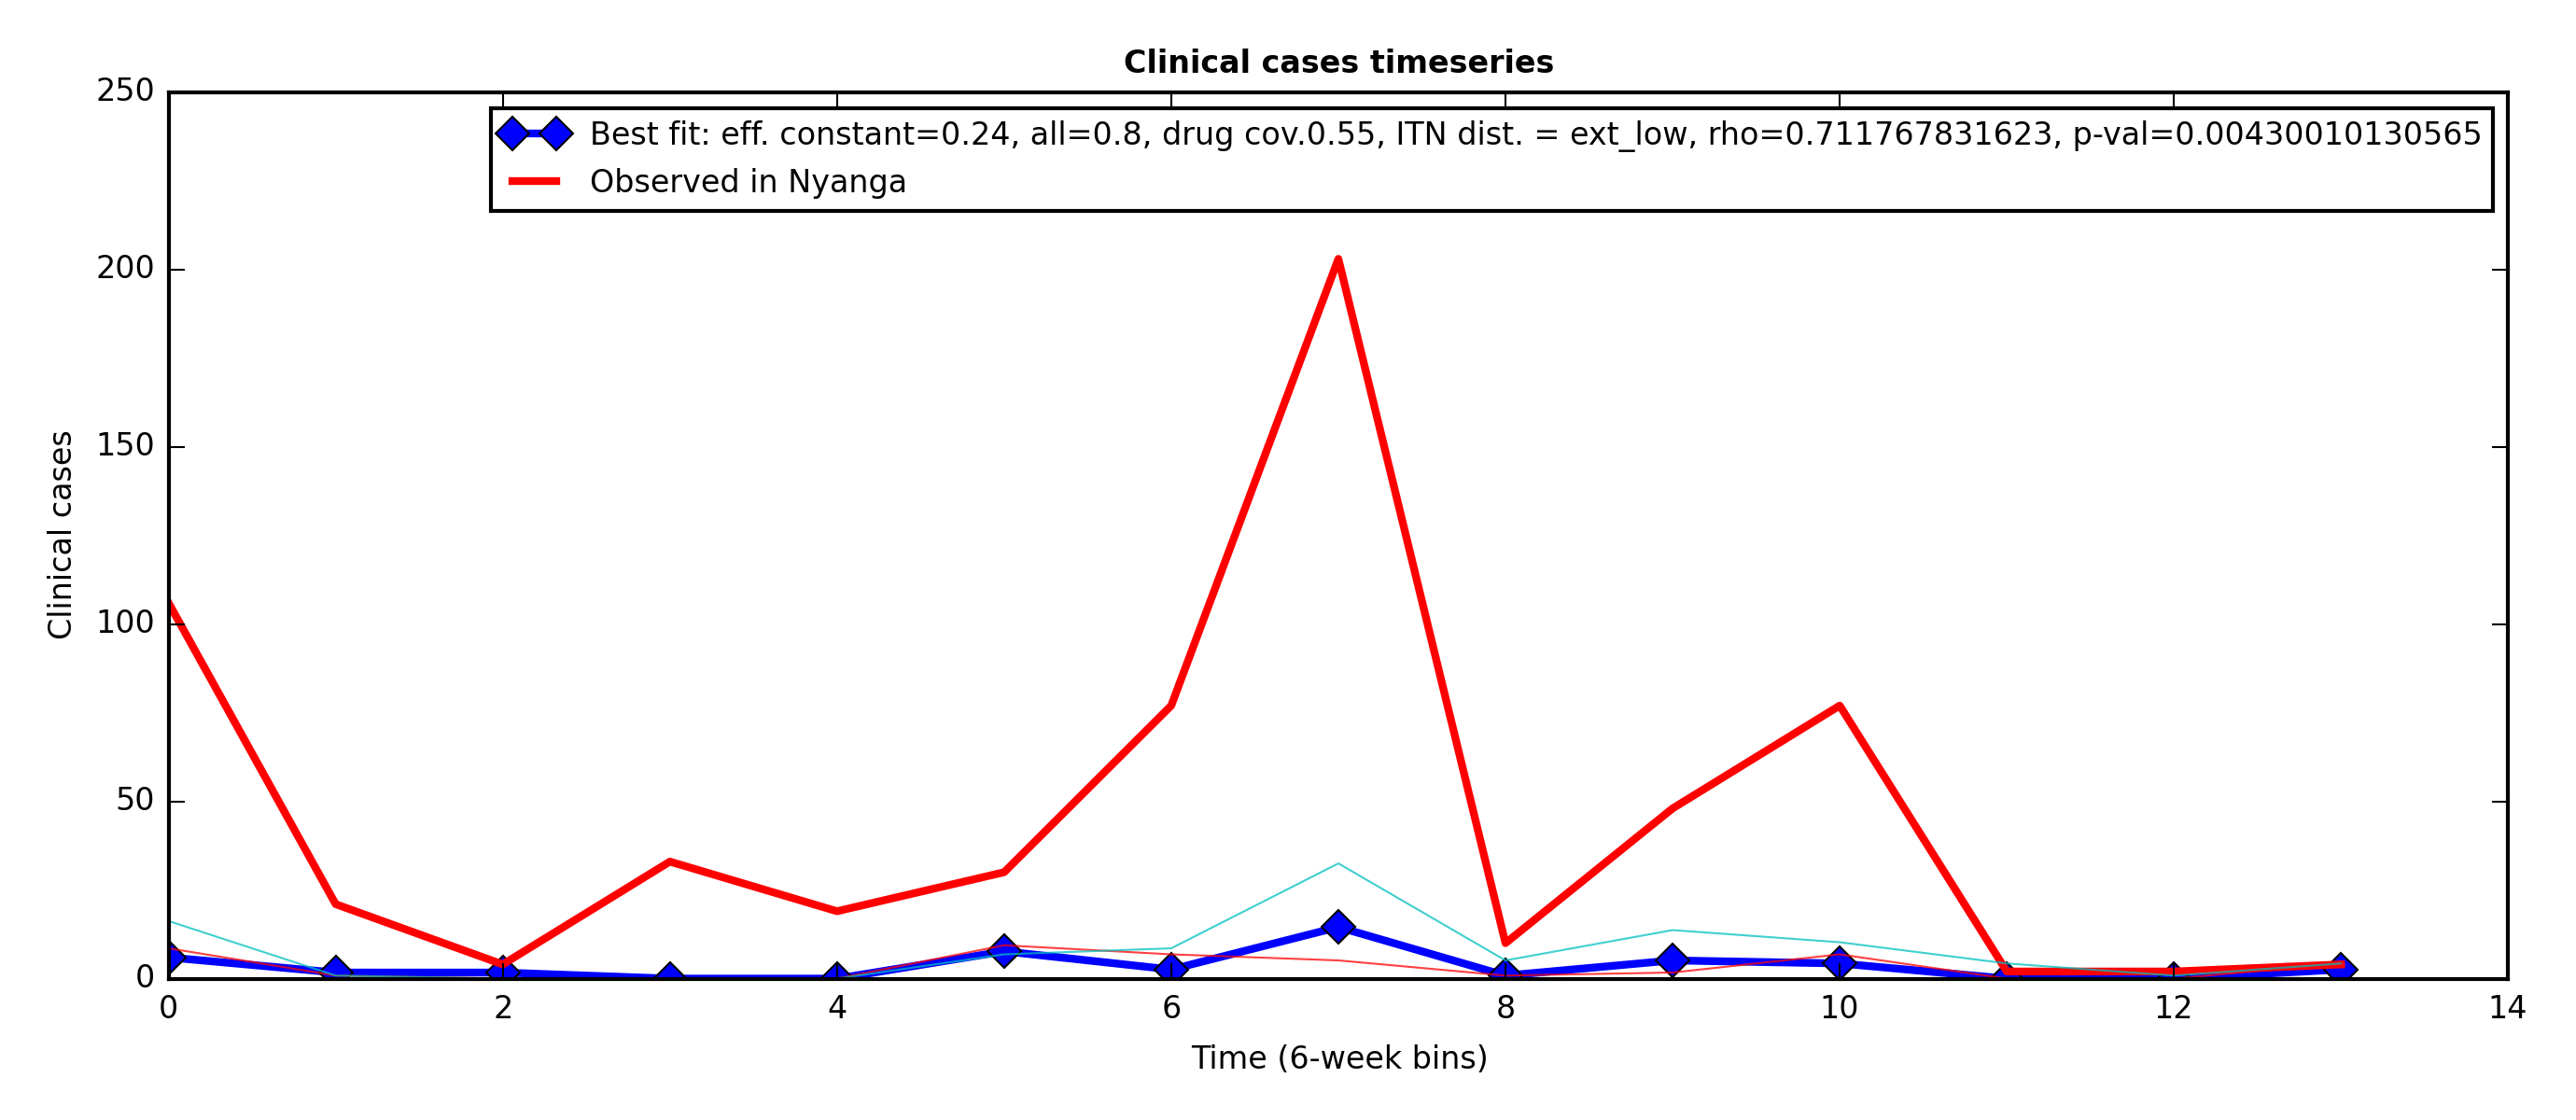 Clinical cases timeseries
250
Best fit: eff. constant=0.24, all=0.8, drug cov.0.55, ITN dist. = ext_low, rho=0.711767831623, p-val=0.00430010130565
Observed in Nyanga
200
150
100
50
0
Clinical cases
0 2 4 6 8 10 12 14
Time (6-week bins)